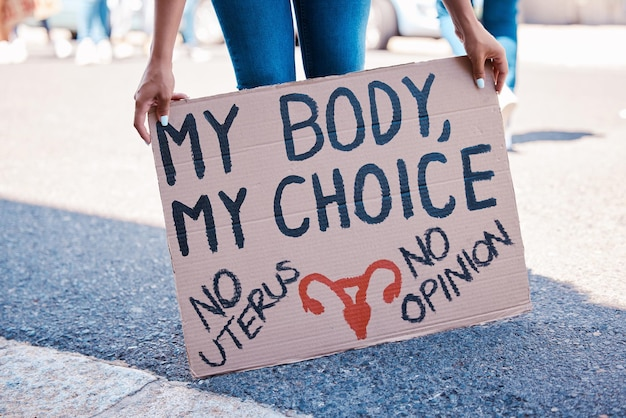 My BODY,
My CHOICE
NO UTERUS
NO OPINION